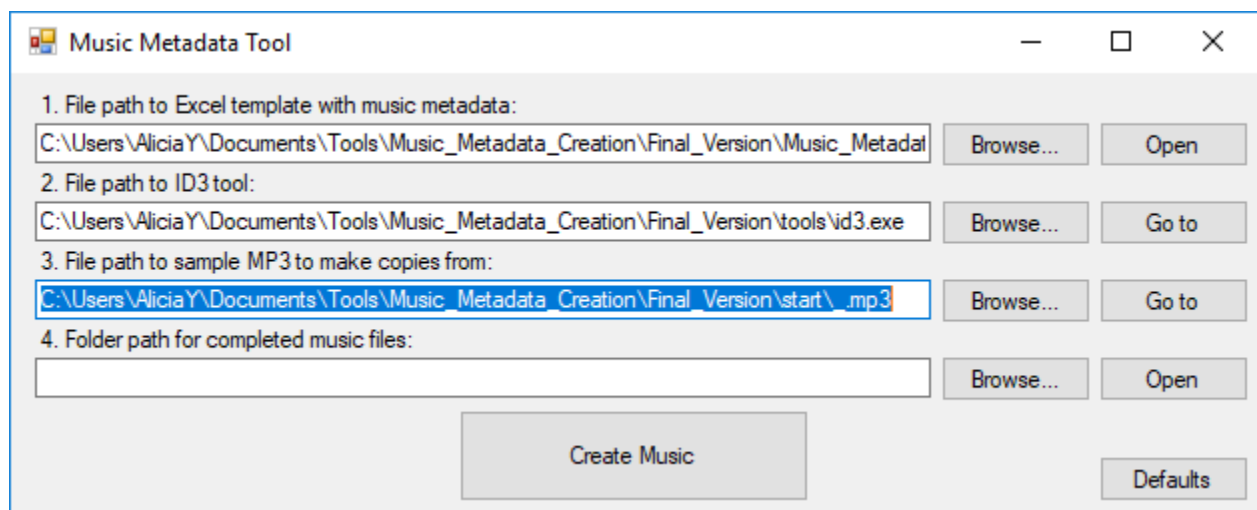 Music Metadata Tool
1. File path to Excel template with music metadata:
C:\Users\AliciaY\Documents\Tools\Music_Metadata_Creation\Final_Version\Music_Metadat Browse... Open
2. File path to ID3 tool:
C:\Users\AliciaY\Documents\Tools\Music_Metadata_Creation\Final_Version\tools\id3.exe Browse... Go to
3. File path to sample MP3 to make copies from:
C:\Users\AliciaY\Documents\Tools\Music_Metadata_Creation\Final_Version\start\_.mp3 Browse... Go to
4. Folder path for completed music files:
Browse... Open
Create Music
Defaults